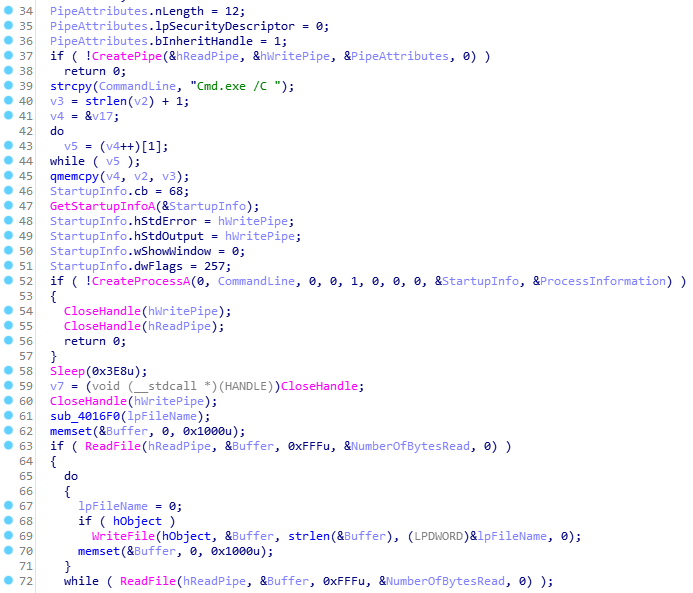 34 PipeAttributes.nLength = 12;
35 PipeAttributes.lpSecurityDescriptor = 0;
36 PipeAttributes.bInheritHandle = 1;
37 if ( !CreatePipe(&hReadPipe, &hWritePipe, &PipeAttributes, 0) )
38 return 0;
39 strcpy(CommandLine, "Cmd.exe /C ");
40 v3 = strlen(v2) + 1;
41 v4 = &v17;
42 do
43 v5 = (v4++)[1];
44 while ( v5 );
45 qmemcpy(v4, v2, v3);
46 StartupInfo.cb = 68;
47 GetStartupInfoA(&StartupInfo);
48 StartupInfo.hStdError = hWritePipe;
49 StartupInfo.hStdOutput = hWritePipe;
50 StartupInfo.wShowWindow = 0;
51 StartupInfo.dwFlags = 257;
52 if ( !CreateProcessA(0, CommandLine, 0, 0, 1, 0, 0, 0, &StartupInfo, &ProcessInformation) )
53 {
54 CloseHandle(hWritePipe);
55 CloseHandle(hReadPipe);
56 return 0;
57 }
58 Sleep(0x3E8u);
59 v7 = (void (__stdcall *)(HANDLE))CloseHandle;
60 CloseHandle(hWritePipe);
61 sub_4016F0(lpFileName);
62 memset(&Buffer, 0, 0x1000u);
63 if ( ReadFile(hReadPipe, &Buffer, 0xFFFu, &NumberOfBytesRead, 0) )
64 {
65 do
66 {
67 lpFileName = 0;
68 if ( hObject )
69 WriteFile(hObject, &Buffer, strlen(&Buffer), (LPDWORD)&lpFileName, 0);
70 memset(&Buffer, 0, 0x1000u);
71 }
72 while ( ReadFile(hReadPipe, &Buffer, 0xFFFu, &NumberOfBytesRead, 0) );